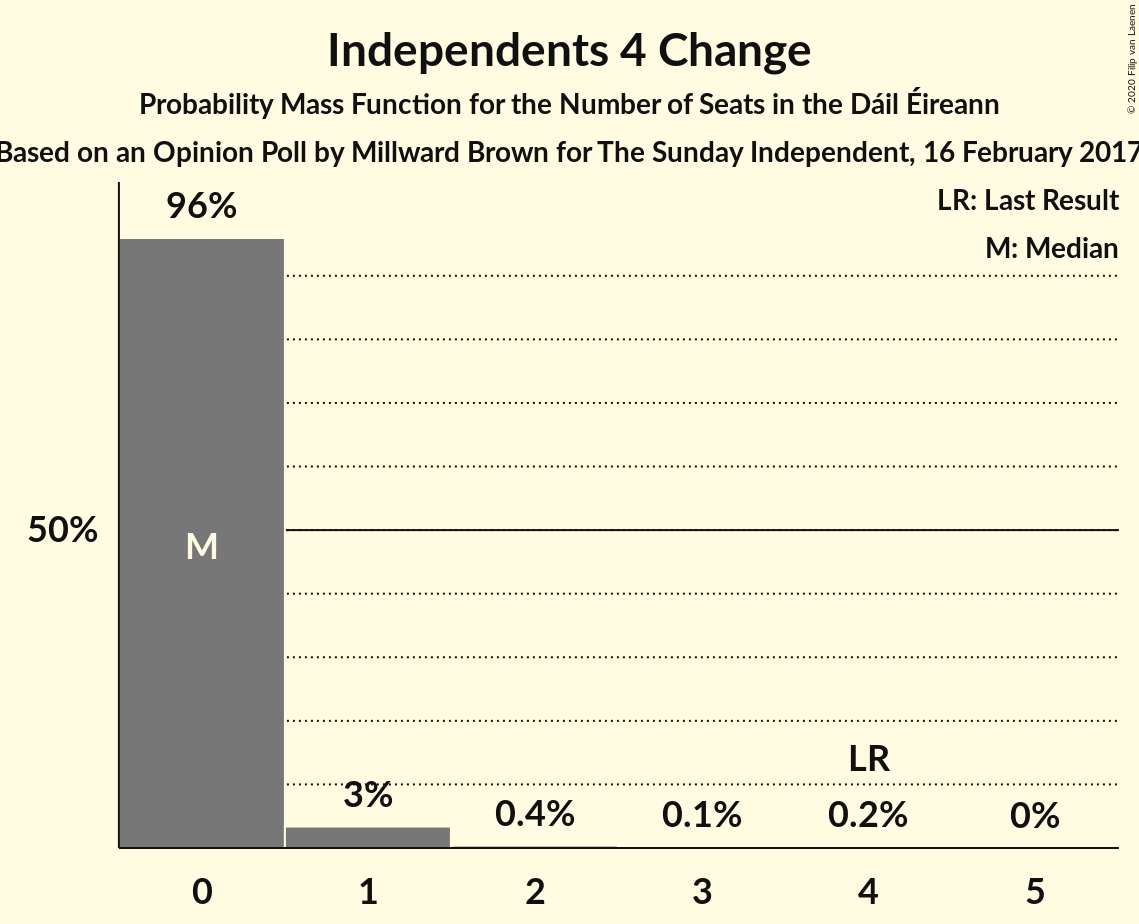 Independents 4 Change
Probability Mass Function for the Number of Seats in the Dáil Éireann
Based on an Opinion Poll by Millward Brown for The Sunday Independent, 16 February 2017
© 2020 Filip van Laenen
LR: Last Result
M: Median
96%
50%
M
LR
3%
0.4%
0.1%
0.2%
0%
0
1
2
3
4
5